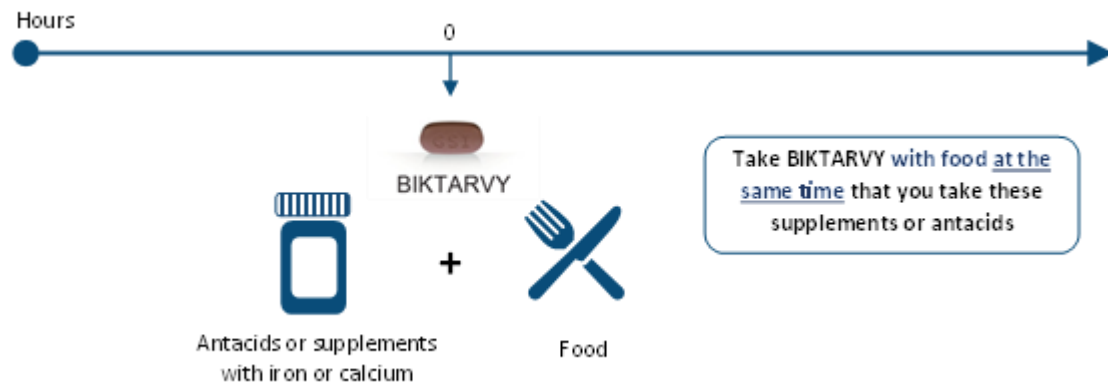 Hours
0
GSI
BIKTARVY
Take BIKTARVY with food at the
same time that you take these
supplements or antacids
+
Antacids or supplements
with iron or calcium
Food